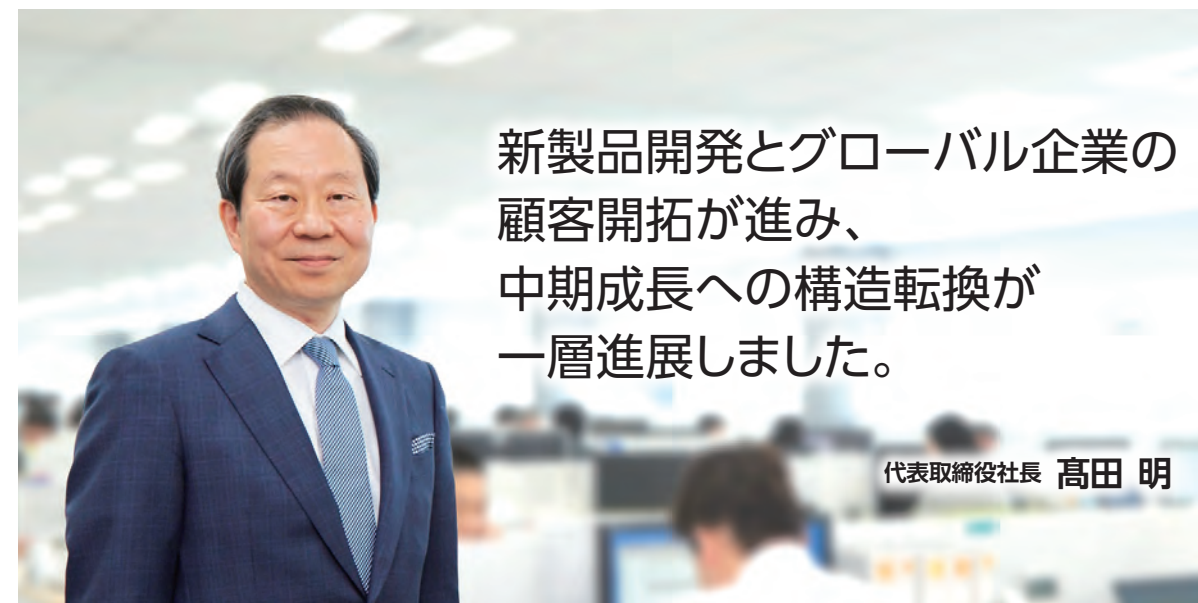 新製品開発とグローバル企業の
顧客開拓が進み、
中期成長への構造転換が
一層進展しました。
代表取締役社長 髙田 明